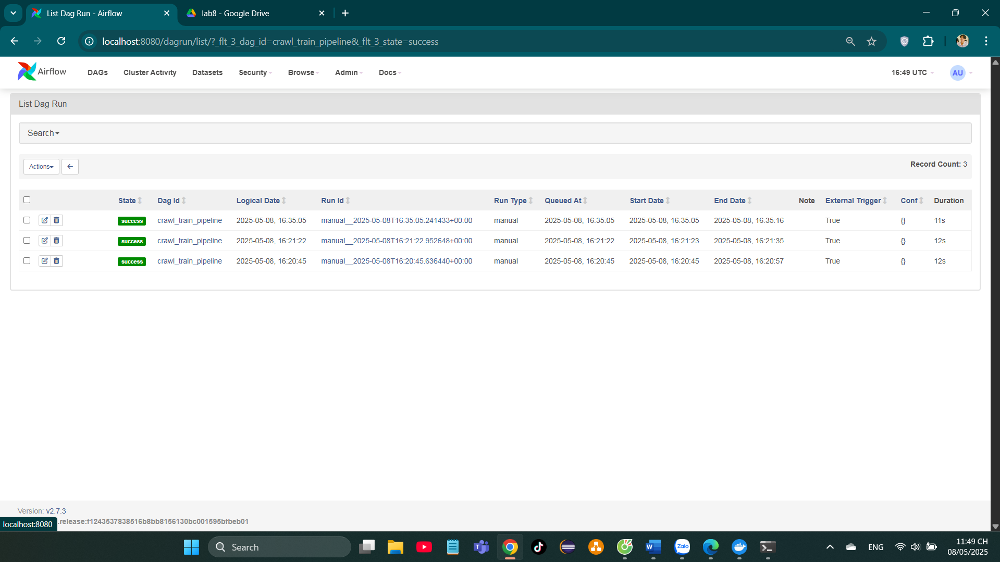 List Dag Run - Airflow
lab8 - Google Drive
localhost:8080/dagrun/list/?_flt_3_dag_id=crawl_train_pipeline&_flt_3_state=success
Airflow DAGs Cluster Activity Datasets Security Browse Admin Docs 16:49 UTC AU
List Dag Run
Search
Actions
Record Count: 3
State Dag Id Logical Date Run Id Run Type Queued At Start Date End Date Note External Trigger Conf Duration
success crawl_train_pipeline 2025-05-08, 16:35:05 manual__2025-05-08T16:35:05.241433+00:00 manual 2025-05-08, 16:35:05 2025-05-08, 16:35:05 2025-05-08, 16:35:16 True {} 11s
success crawl_train_pipeline 2025-05-08, 16:21:22 manual__2025-05-08T16:21:22.952648+00:00 manual 2025-05-08, 16:21:22 2025-05-08, 16:21:23 2025-05-08, 16:21:35 True {} 12s
success crawl_train_pipeline 2025-05-08, 16:20:45 manual__2025-05-08T16:20:45.636440+00:00 manual 2025-05-08, 16:20:45 2025-05-08, 16:20:45 2025-05-08, 16:20:57 True {} 12s
Version: v2.7.3
localhost:8080 .release:f1243537838516b8bb8156130bc001595bfbeb01
Search
Zalo
ENG
11:49 CH
08/05/2025